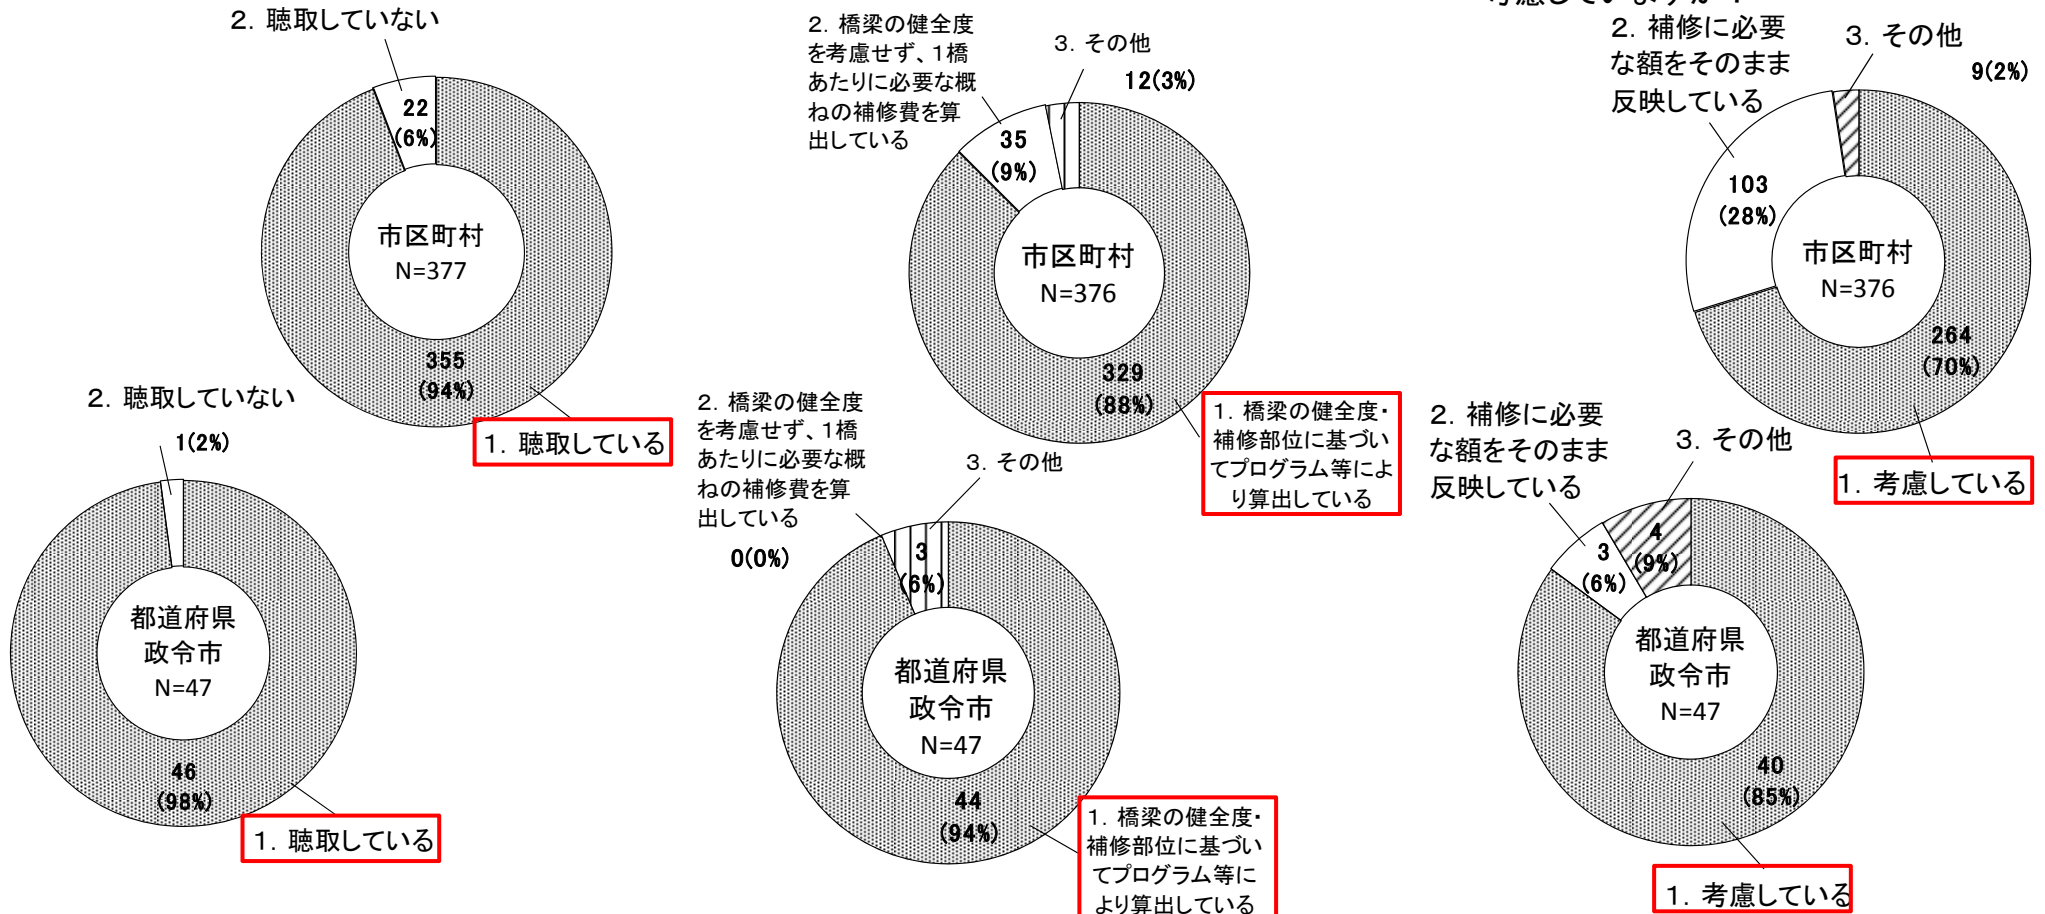 2．聴取していない
22
(6%)
市区町村
N=377
355
(94%)
1．聴取している
2．聴取していない
1(2%)
都道府県
政令市
N=47
46
(98%)
1．聴取している
2．橋梁の健全度
を考慮せず、1橋
あたりに必要な概
ねの補修費を算
出している
3．その他
12(3%)
35
(9%)
市区町村
N=376
329
(88%)
1．橋梁の健全度・
補修部位に基づい
てプログラム等によ
り算出している
2．橋梁の健全度
を考慮せず、1橋
あたりに必要な概
ねの補修費を算
出している
0(0%)
3．その他
3
(6%)
都道府県
政令市
N=47
44
(94%)
1．橋梁の健全度・
補修部位に基づい
てプログラム等に
より算出している
2．補修に必要
な額をそのまま
反映している
3．その他
9(2%)
103
(28%)
市区町村
N=376
264
(70%)
1．考慮している
2．補修に必要
な額をそのまま
反映している
3．その他
4
(9%)
3
(6%)
都道府県
政令市
N=47
40
(85%)
1．考慮している